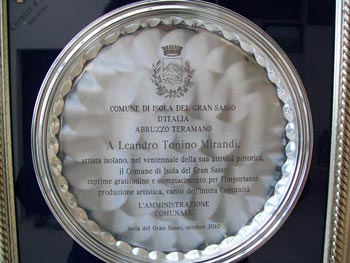 COMUNE DI ISOLA DEL GRAN SASSO
D'ITALIA
ABRUZZO TERAMANO
A Leandro Tonino Mirandi,
artista isolano, nel ventennale della sua attività pittorica,
il Comune di Isola del Gran Sasso
esprime gratitudine e compiacimento per l'importante
produzione artistica, vanto dell'intera Comunità.
L'AMMINISTRAZIONE
COMUNALE
Isola del Gran Sasso, ottobre 2010